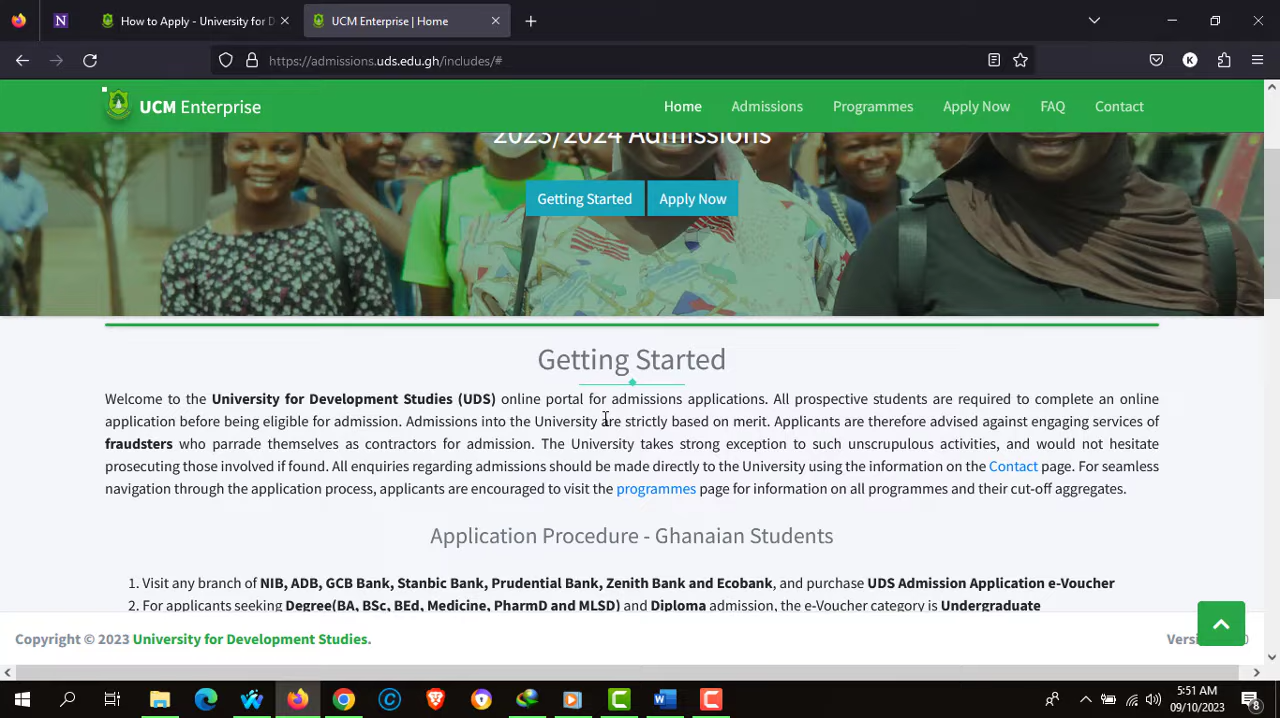 How to Apply - University for D
UCM Enterprise | Home
https://admissions.uds.edu.gh/includes/#
UCM Enterprise
Home
Admissions
Programmes
Apply Now
FAQ
Contact
2023/2024 Admissions
Getting Started
Apply Now
Getting Started
Welcome to the University for Development Studies (UDS) online portal for admissions applications. All prospective students are required to complete an online
application before being eligible for admission. Admissions into the University are strictly based on merit. Applicants are therefore advised against engaging services of
fraudsters who parrade themselves as contractors for admission. The University takes strong exception to such unscrupulous activities, and would not hesitate
prosecuting those involved if found. All enquiries regarding admissions should be made directly to the University using the information on the Contact page. For seamless
navigation through the application process, applicants are encouraged to visit the programmes page for information on all programmes and their cut-off aggregates.
Application Procedure - Ghanaian Students
1. Visit any branch of NIB, ADB, GCB Bank, Stanbic Bank, Prudential Bank, Zenith Bank and Ecobank, and purchase UDS Admission Application e-Voucher
2. For applicants seeking Degree(BA, BSc, BEd, Medicine, PharmD and MLSD) and Diploma admission, the e-Voucher category is Undergraduate
Copyright © 2023 University for Development Studies.
5:51 AM
09/10/2023
8